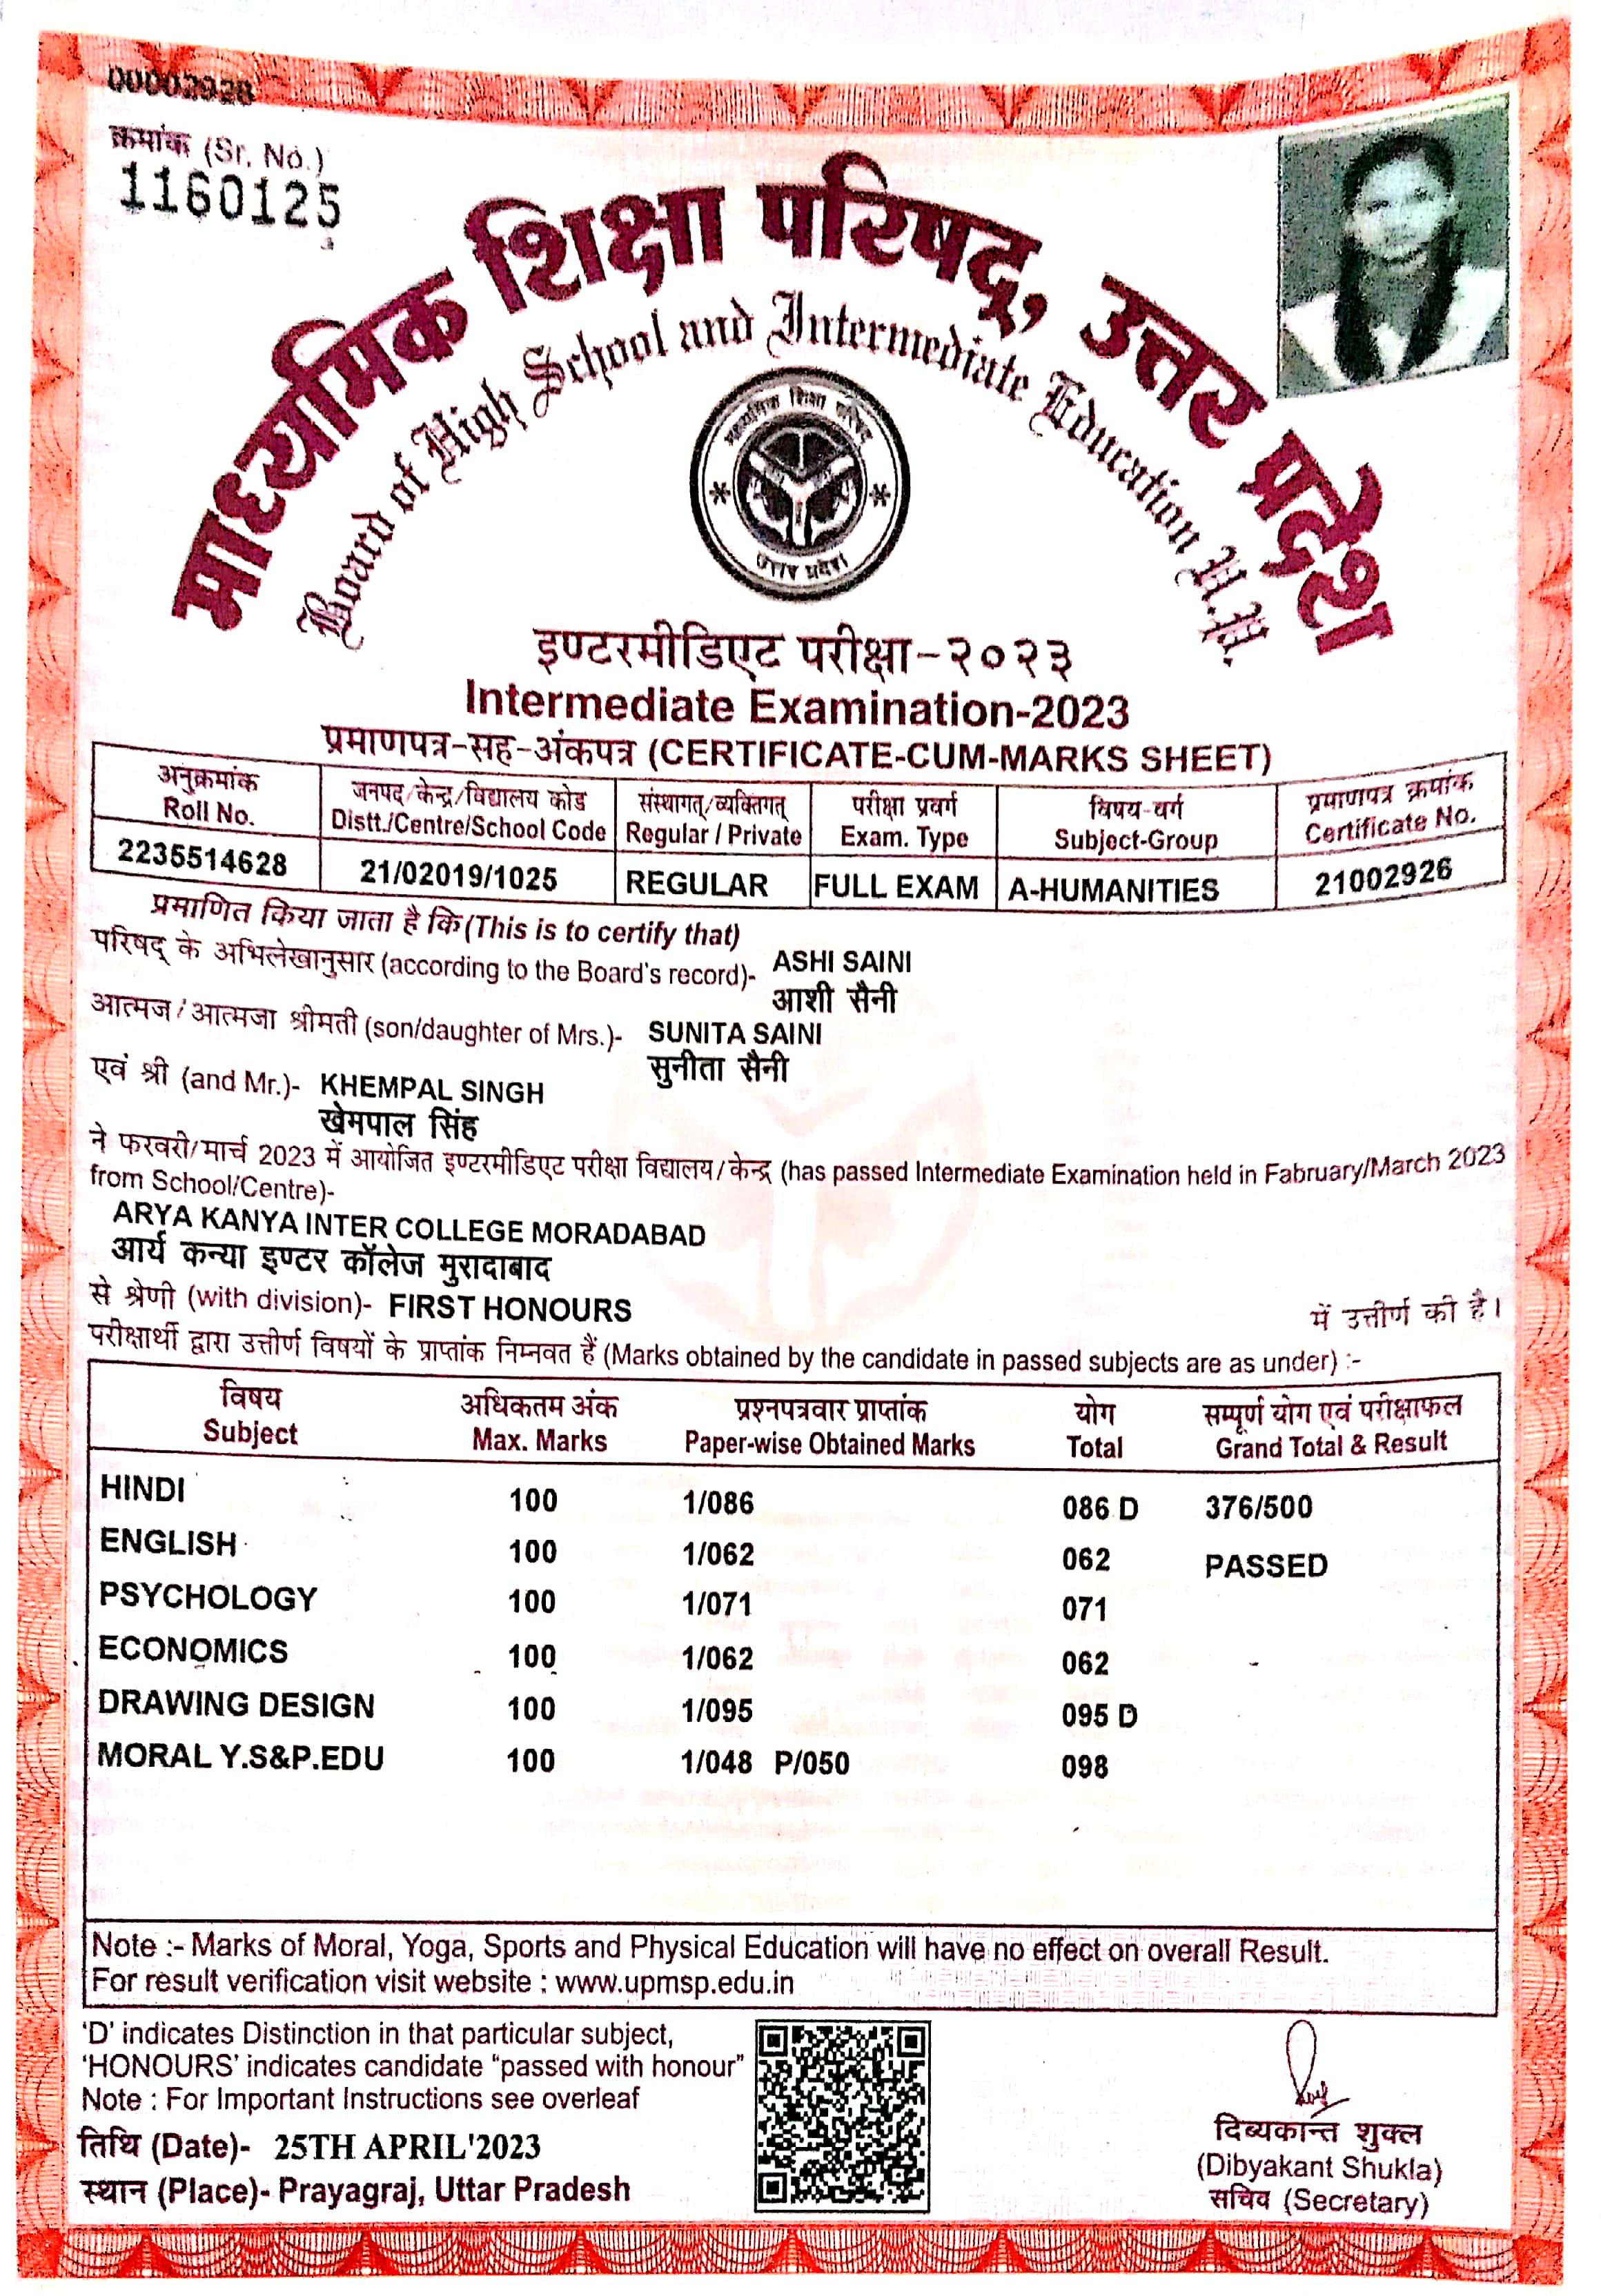 00002928
क्रमांक (Sr. No.)
1160125
माध्यमिक शिक्षा परिषद्, उत्तर प्रदेश
Board of High School and Intermediate Education U.P.
माध्यमिक शिक्षा परिषद
उत्तर प्रदेश
इण्टरमीडिएट परीक्षा-२०२३
Intermediate Examination-2023
प्रमाणपत्र-सह-अंकपत्र (CERTIFICATE-CUM-MARKS SHEET)
अनुक्रमांक जनपद/केन्द्र/विद्यालय कोड संस्थागत्/व्यक्तिगत् परीक्षा प्रवर्ग विषय-वर्ग प्रमाणपत्र क्रमांक
Roll No. Distt./Centre/School Code Regular / Private Exam. Type Subject-Group Certificate No.
2235514628 21/02019/1025 REGULAR FULL EXAM A-HUMANITIES 21002926
प्रमाणित किया जाता है कि (This is to certify that)
परिषद् के अभिलेखानुसार (according to the Board's record)- ASHI SAINI
आशी सैनी
आत्मज/आत्मजा श्रीमती (son/daughter of Mrs.)- SUNITA SAINI
सुनीता सैनी
एवं श्री (and Mr.)- KHEMPAL SINGH
खेमपाल सिंह
ने फरवरी/मार्च 2023 में आयोजित इण्टरमीडिएट परीक्षा विद्यालय/केन्द्र (has passed Intermediate Examination held in Fabruary/March 2023
from School/Centre)-
ARYA KANYA INTER COLLEGE MORADABAD
आर्य कन्या इण्टर कॉलेज मुरादाबाद
से श्रेणी (with division)- FIRST HONOURS में उत्तीर्ण की है।
परीक्षार्थी द्वारा उत्तीर्ण विषयों के प्राप्तांक निम्नवत हैं (Marks obtained by the candidate in passed subjects are as under) :-
विषय अधिकतम अंक प्रश्नपत्रवार प्राप्तांक योग सम्पूर्ण योग एवं परीक्षाफल
Subject Max. Marks Paper-wise Obtained Marks Total Grand Total & Result
HINDI 100 1/086 086 D 376/500
ENGLISH 100 1/062 062 PASSED
PSYCHOLOGY 100 1/071 071
ECONOMICS 100 1/062 062
DRAWING DESIGN 100 1/095 095 D
MORAL Y.S&P.EDU 100 1/048 P/050 098
Note :- Marks of Moral, Yoga, Sports and Physical Education will have no effect on overall Result.
For result verification visit website : www.upmsp.edu.in
'D' indicates Distinction in that particular subject,
'HONOURS' indicates candidate "passed with honour"
Note : For Important Instructions see overleaf
तिथि (Date)- 25TH APRIL'2023
स्थान (Place)- Prayagraj, Uttar Pradesh
दिब्यकान्त शुक्ल
(Dibyakant Shukla)
सचिव (Secretary)